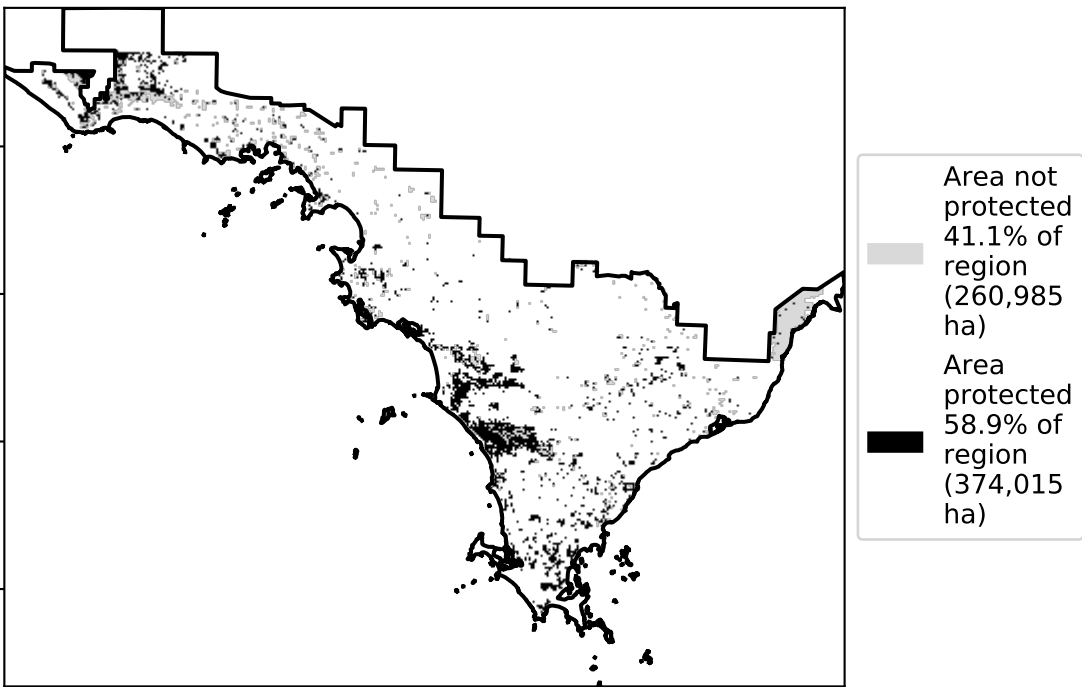 Area not
protected
41.1% of
region
(260,985
ha)
Area
protected
58.9% of
region
(374,015
ha)